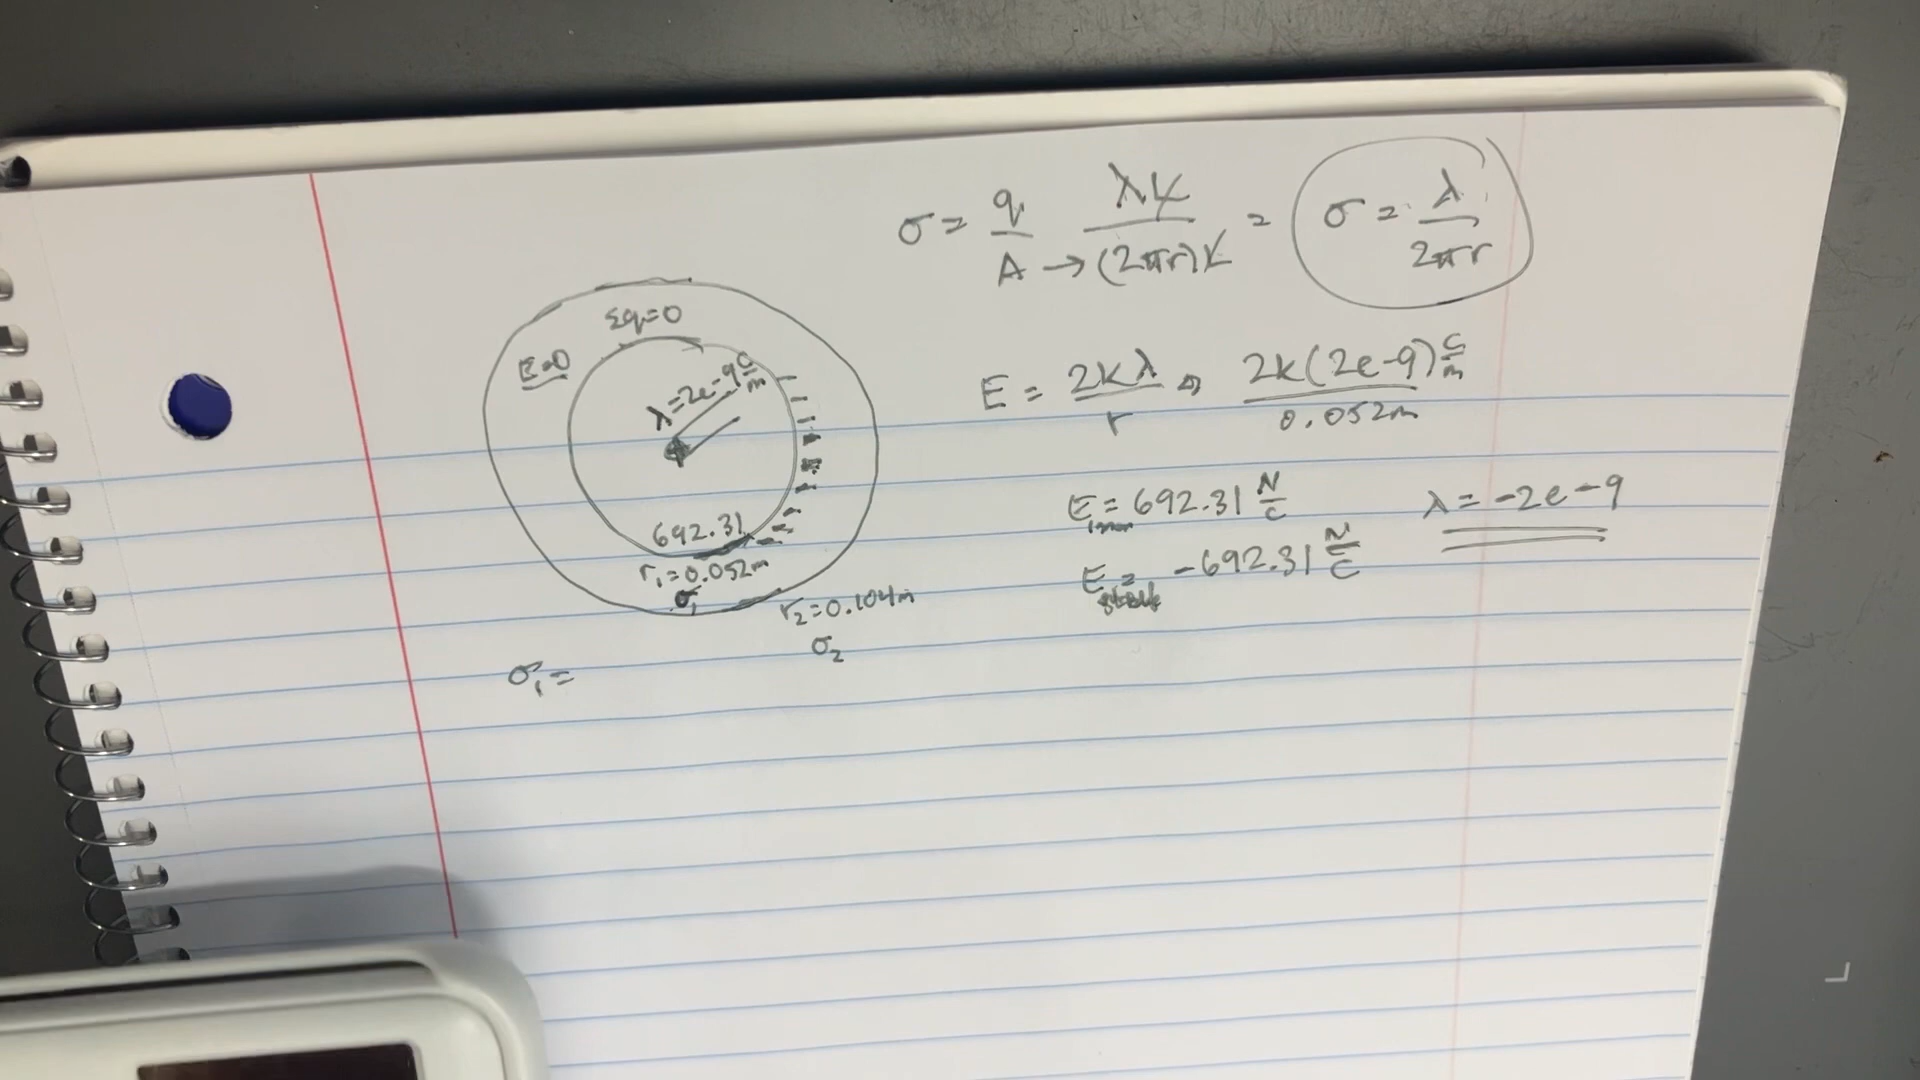 σ = q/A → λL/(2πr)L = σ = λ/2πr
Σq=0
E=0
λ=2e-9 C/m
692.31
r₁=0.052m
σ₁
r₂=0.104m
σ₂
σ₁ =
E = 2kλ/r ⇒ 2k(2e-9) C/m / 0.052m
E = 692.31 N/C
λ = -2e-9
E = -692.31 N/C